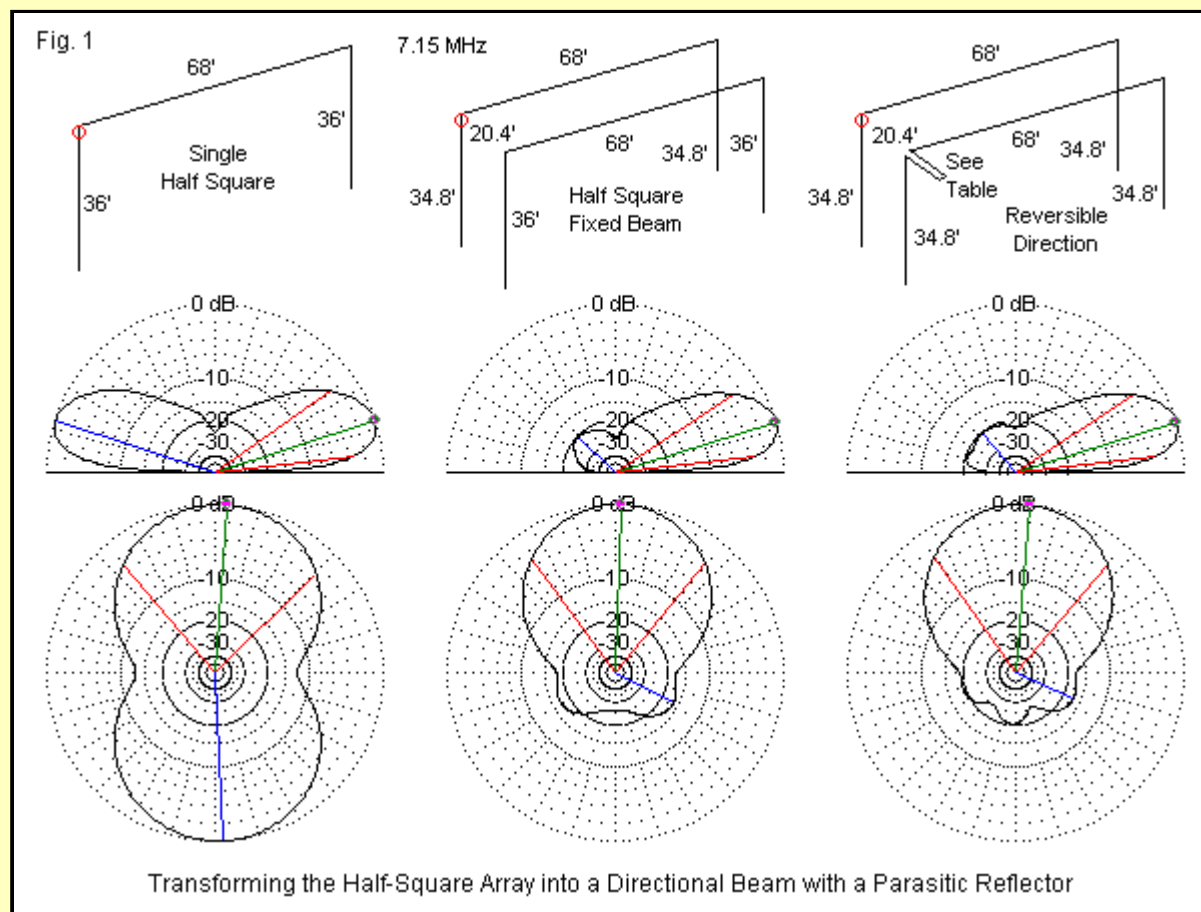 Fig. 1
68'
36'
36'
Single
Half Square
7.15 MHz
20.4'
68'
34.8'
36'
34.8'
36'
Half Square
Fixed Beam
20.4'
See
Table
68'
34.8'
34.8'
34.8'
34.8'
Reversible
Direction
0 dB
-10
20
30
0 dB
-10
20
30
0 dB
-10
20
30
0 dB
-10
20
30
0 dB
-10
20
30
0 dB
-10
20
30
Transforming the Half-Square Array into a Directional Beam with a Parasitic Reflector